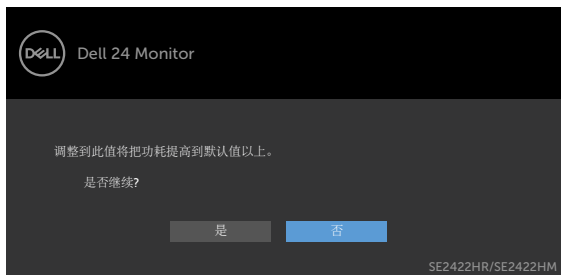 DELL
Dell 24 Monitor
调整到此值将把功耗提高到默认值以上。
是否继续?
是
否
SE2422HR/SE2422HM